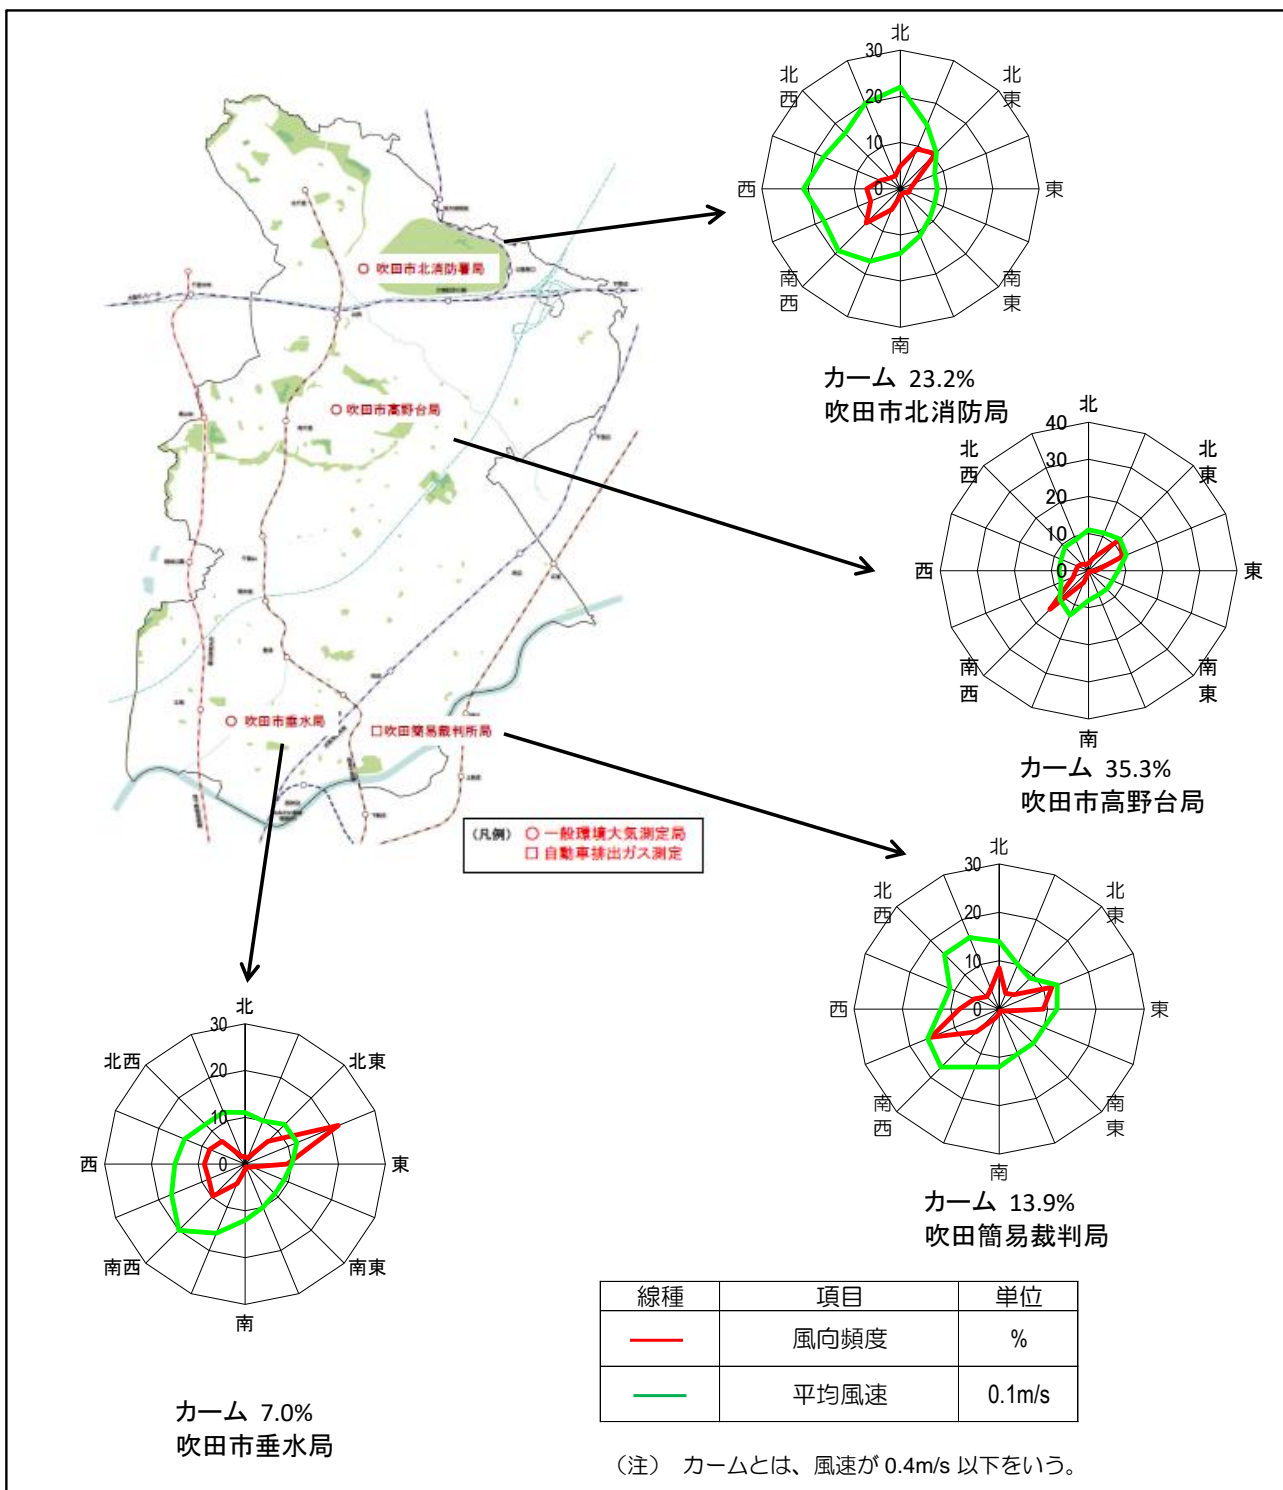 北
30
北西
北東
20
10
0
西
東
南西
南東
南
カーム 23.2%
吹田市北消防局
○ 吹田市北消防署局
○吹田市高野台局
○ 吹田市垂水局
□吹田簡易裁判所局
(凡例) ○ 一般環境大気測定局
□ 自動車排出ガス測定
北
40
北西
北東
30
20
10
0
西
東
南西
南東
南
カーム 35.3%
吹田市高野台局
北
30
北西
北東
20
10
0
西
東
南西
南東
南
カーム 13.9%
吹田簡易裁判局
北
30
北西
北東
20
10
0
西
東
南西
南東
南
カーム 7.0%
吹田市垂水局
線種 項目 単位
風向頻度 %
平均風速 0.1m/s
（注） カームとは、風速が 0.4m/s 以下をいう。